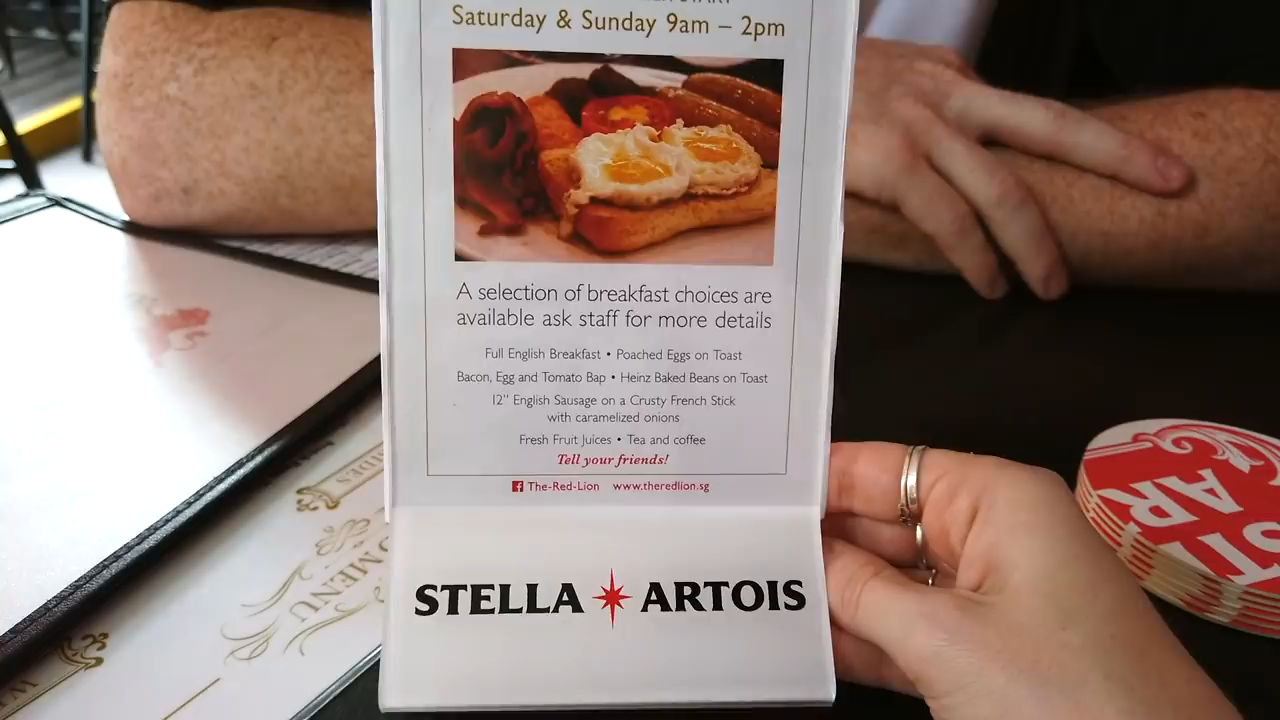 Saturday & Sunday 9am – 2pm
A selection of breakfast choices are
available ask staff for more details
Full English Breakfast • Poached Eggs on Toast
Bacon, Egg and Tomato Bap • Heinz Baked Beans on Toast
12" English Sausage on a Crusty French Stick
with caramelized onions
Fresh Fruit Juices • Tea and coffee
Tell your friends!
The-Red-Lion www.theredlion.sg
STELLA ARTOIS
SIDES
MENU